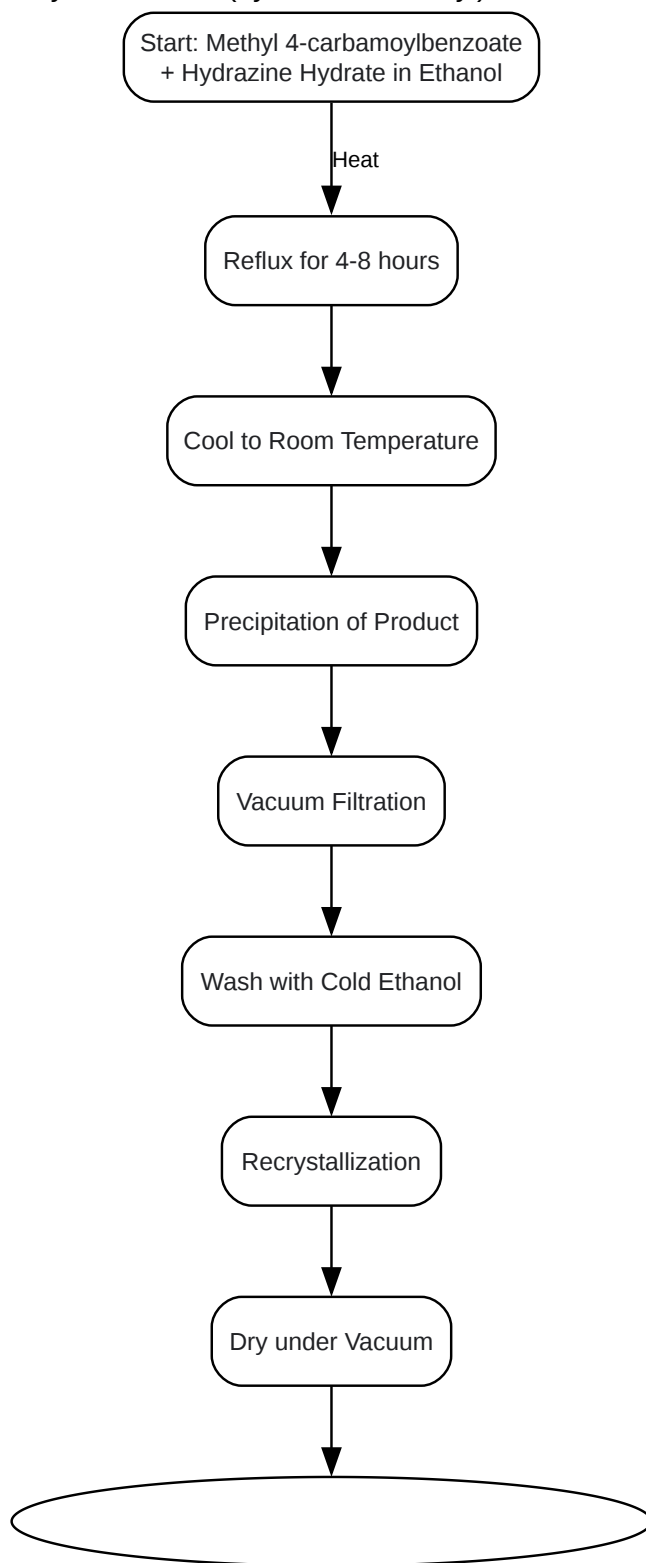 Start: Methyl 4-carbamoylbenzoate
+ Hydrazine Hydrate in Ethanol
Heat
Reflux for 4-8 hours
Cool to Room Temperature
Precipitation of Product
Vacuum Filtration
Wash with Cold Ethanol
Recrystallization
Dry under Vacuum